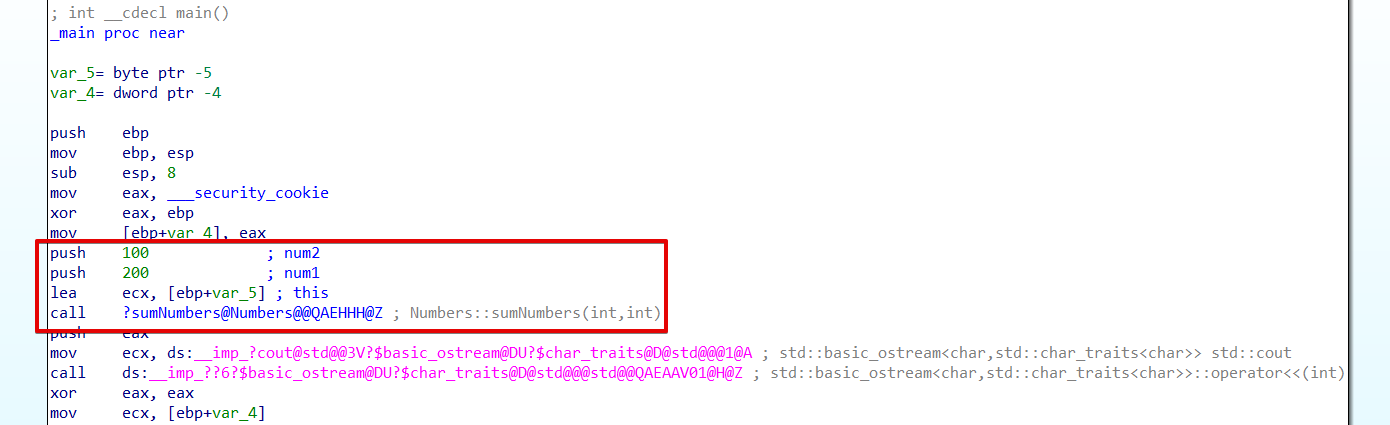 ; int __cdecl main()
_main proc near
var_5= byte ptr -5
var_4= dword ptr -4
push ebp
mov ebp, esp
sub esp, 8
mov eax, ___security_cookie
xor eax, ebp
mov [ebp+var_4], eax
push 100 ; num2
push 200 ; num1
lea ecx, [ebp+var_5] ; this
call ?sumNumbers@Numbers@@QAEHHH@Z ; Numbers::sumNumbers(int,int)
push eax
mov ecx, ds:__imp_?cout@std@@3V?$basic_ostream@DU?$char_traits@D@std@@@1@A ; std::basic_ostream<char,std::char_traits<char>> std::cout
call ds:__imp_??6?$basic_ostream@DU?$char_traits@D@std@@@std@@QAEAAV01@H@Z ; std::basic_ostream<char,std::char_traits<char>>::operator<<(int)
xor eax, eax
mov ecx, [ebp+var_4]